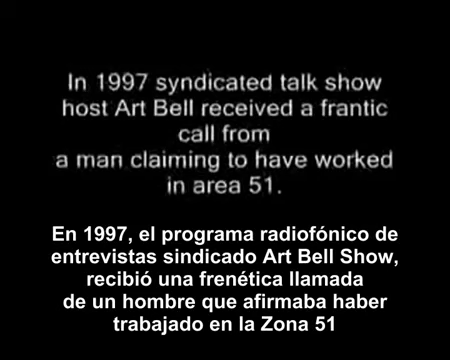 In 1997 syndicated talk show
host Art Bell received a frantic
call from
a man claiming to have worked
in area 51.
En 1997, el programa radiofónico de
entrevistas sindicado Art Bell Show,
recibió una frenética llamada
de un hombre que afirmaba haber
trabajado en la Zona 51